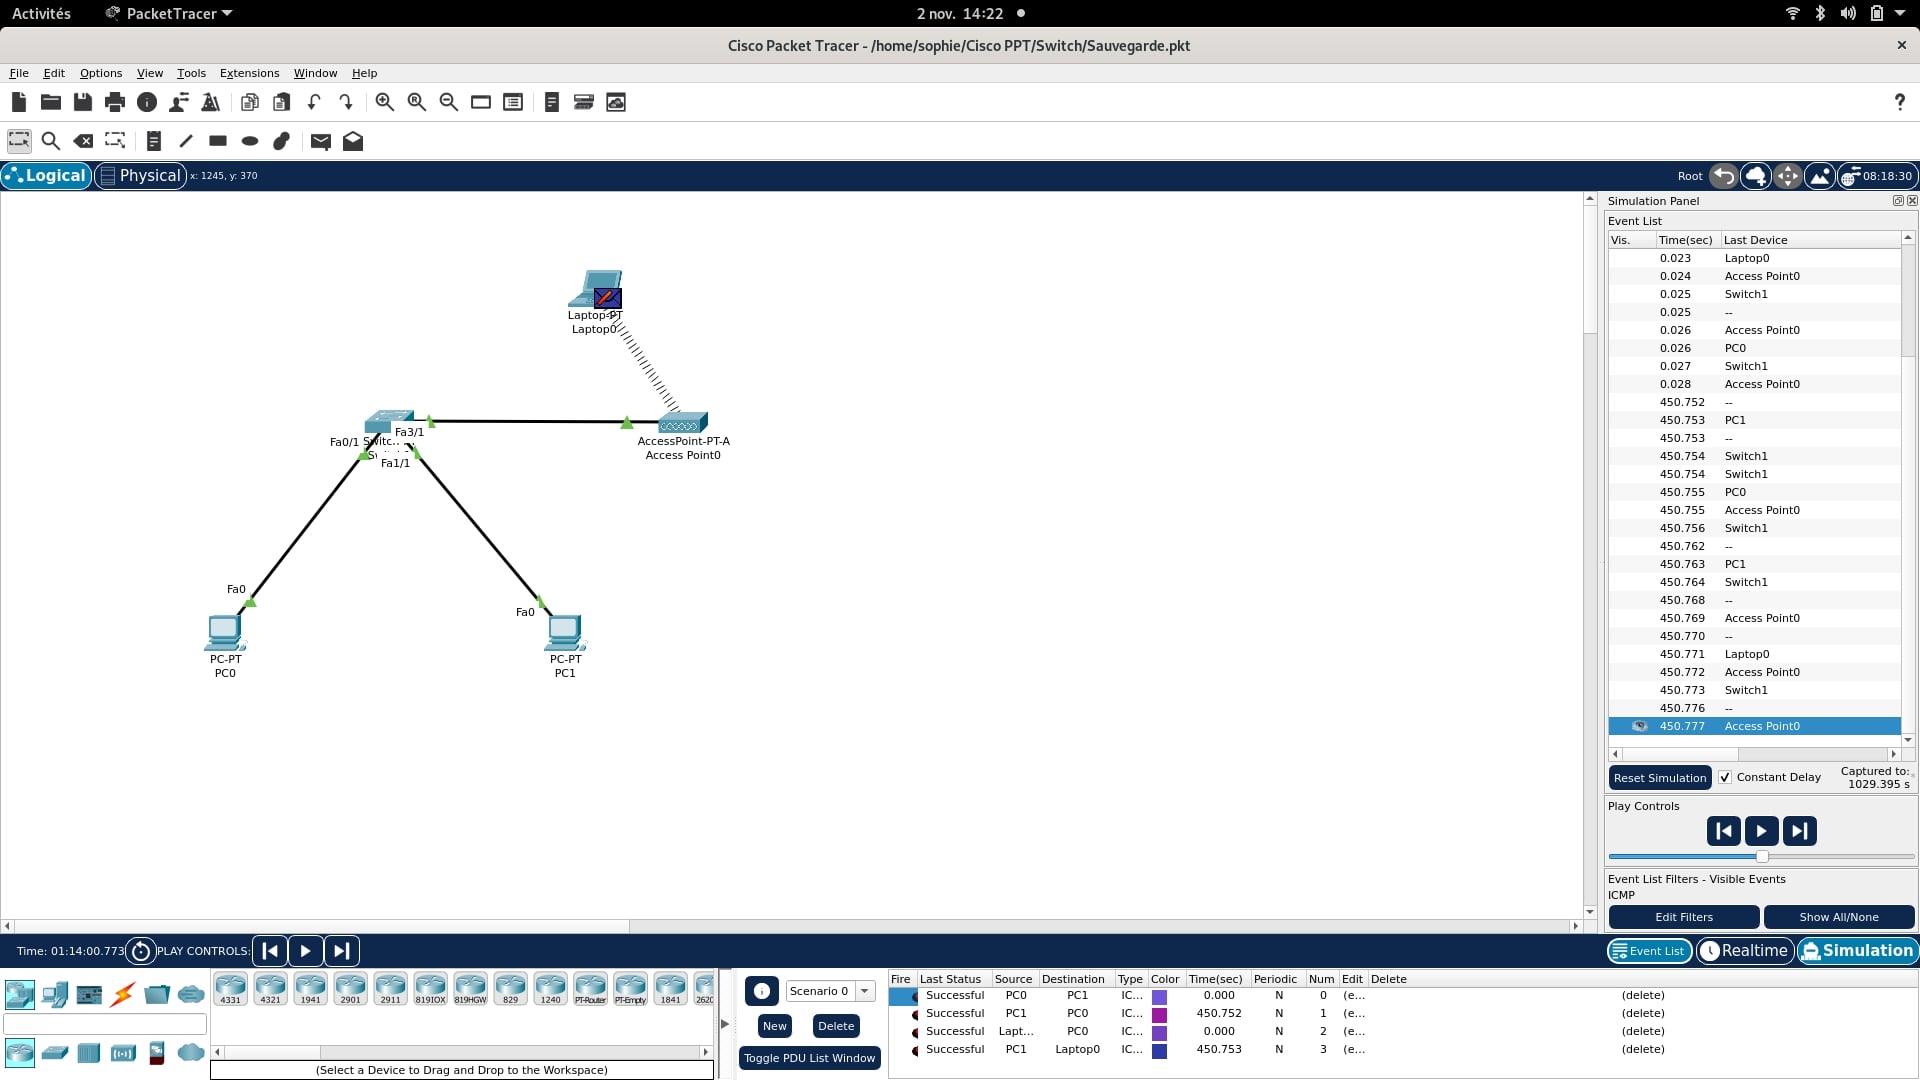 Activités PacketTracer 2 nov. 14:22
Cisco Packet Tracer - /home/sophie/Cisco PPT/Switch/Sauvegarde.pkt
File Edit Options View Tools Extensions Window Help
?
Logical Physical x: 1245, y: 370 Root 08:18:30
Laptop-PT
Laptop0
Fa3/1
Fa0/1
Fa1/1
AccessPoint-PT-A
Access Point0
Fa0
PC-PT
PC0
Fa0
PC-PT
PC1
Simulation Panel
Event List
Vis. Time(sec) Last Device
0.023 Laptop0
0.024 Access Point0
0.025 Switch1
0.025 --
0.026 Access Point0
0.026 PC0
0.027 Switch1
0.028 Access Point0
450.752 --
450.753 PC1
450.753 --
450.754 Switch1
450.754 Switch1
450.755 PC0
450.755 Access Point0
450.756 Switch1
450.762 --
450.763 PC1
450.764 Switch1
450.768 --
450.769 Access Point0
450.770 --
450.771 Laptop0
450.772 Access Point0
450.773 Switch1
450.776 --
450.777 Access Point0
Reset Simulation Constant Delay Captured to:
1029.395 s
Play Controls
Event List Filters - Visible Events
ICMP
Edit Filters Show All/None
Time: 01:14:00.773 PLAY CONTROLS: Event List Realtime Simulation
4331 4321 1941 2901 2911 819IOX 819HGW 829 1240 PT-Router PT-Empty 1841 2620
(Select a Device to Drag and Drop to the Workspace)
Scenario 0
New Delete
Toggle PDU List Window
Fire Last Status Source Destination Type Color Time(sec) Periodic Num Edit Delete
Successful PC0 PC1 IC... 0.000 N 0 (e... (delete)
Successful PC1 PC0 IC... 450.752 N 1 (e... (delete)
Successful Lapt... PC0 IC... 0.000 N 2 (e... (delete)
Successful PC1 Laptop0 IC... 450.753 N 3 (e... (delete)